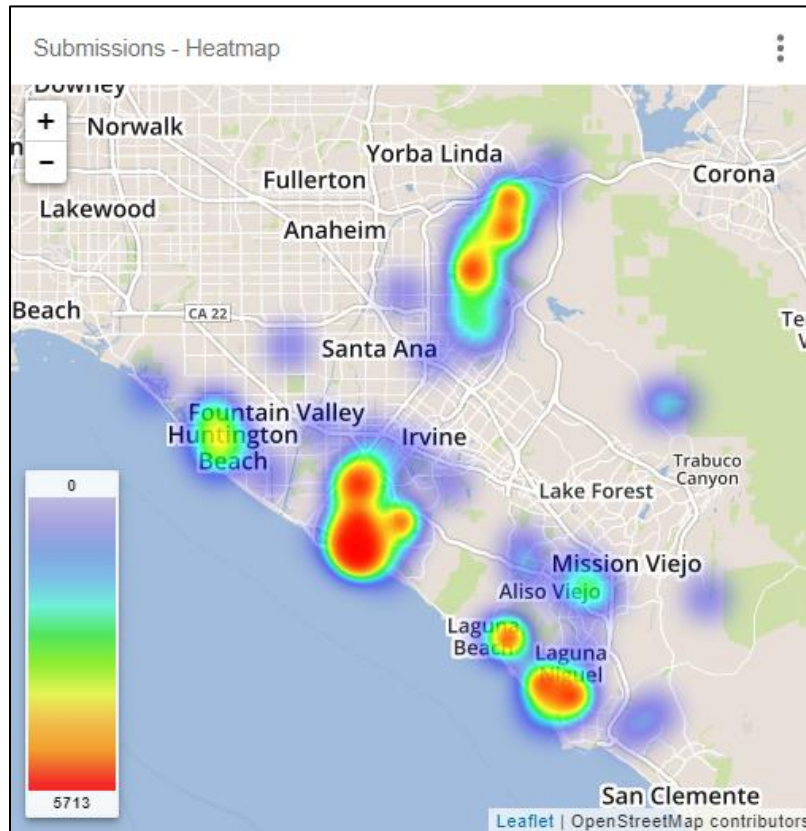 Submissions - Heatmap
Downey
+
−
Norwalk
Yorba Linda
Corona
Fullerton
Lakewood
Anaheim
Beach
CA 22
Santa Ana
Fountain Valley
Huntington
Beach
Irvine
Trabuco
Canyon
Lake Forest
0
Mission Viejo
Aliso Viejo
Laguna
Beach
Laguna
Niguel
5713
San Clemente
Leaflet | OpenStreetMap contributors